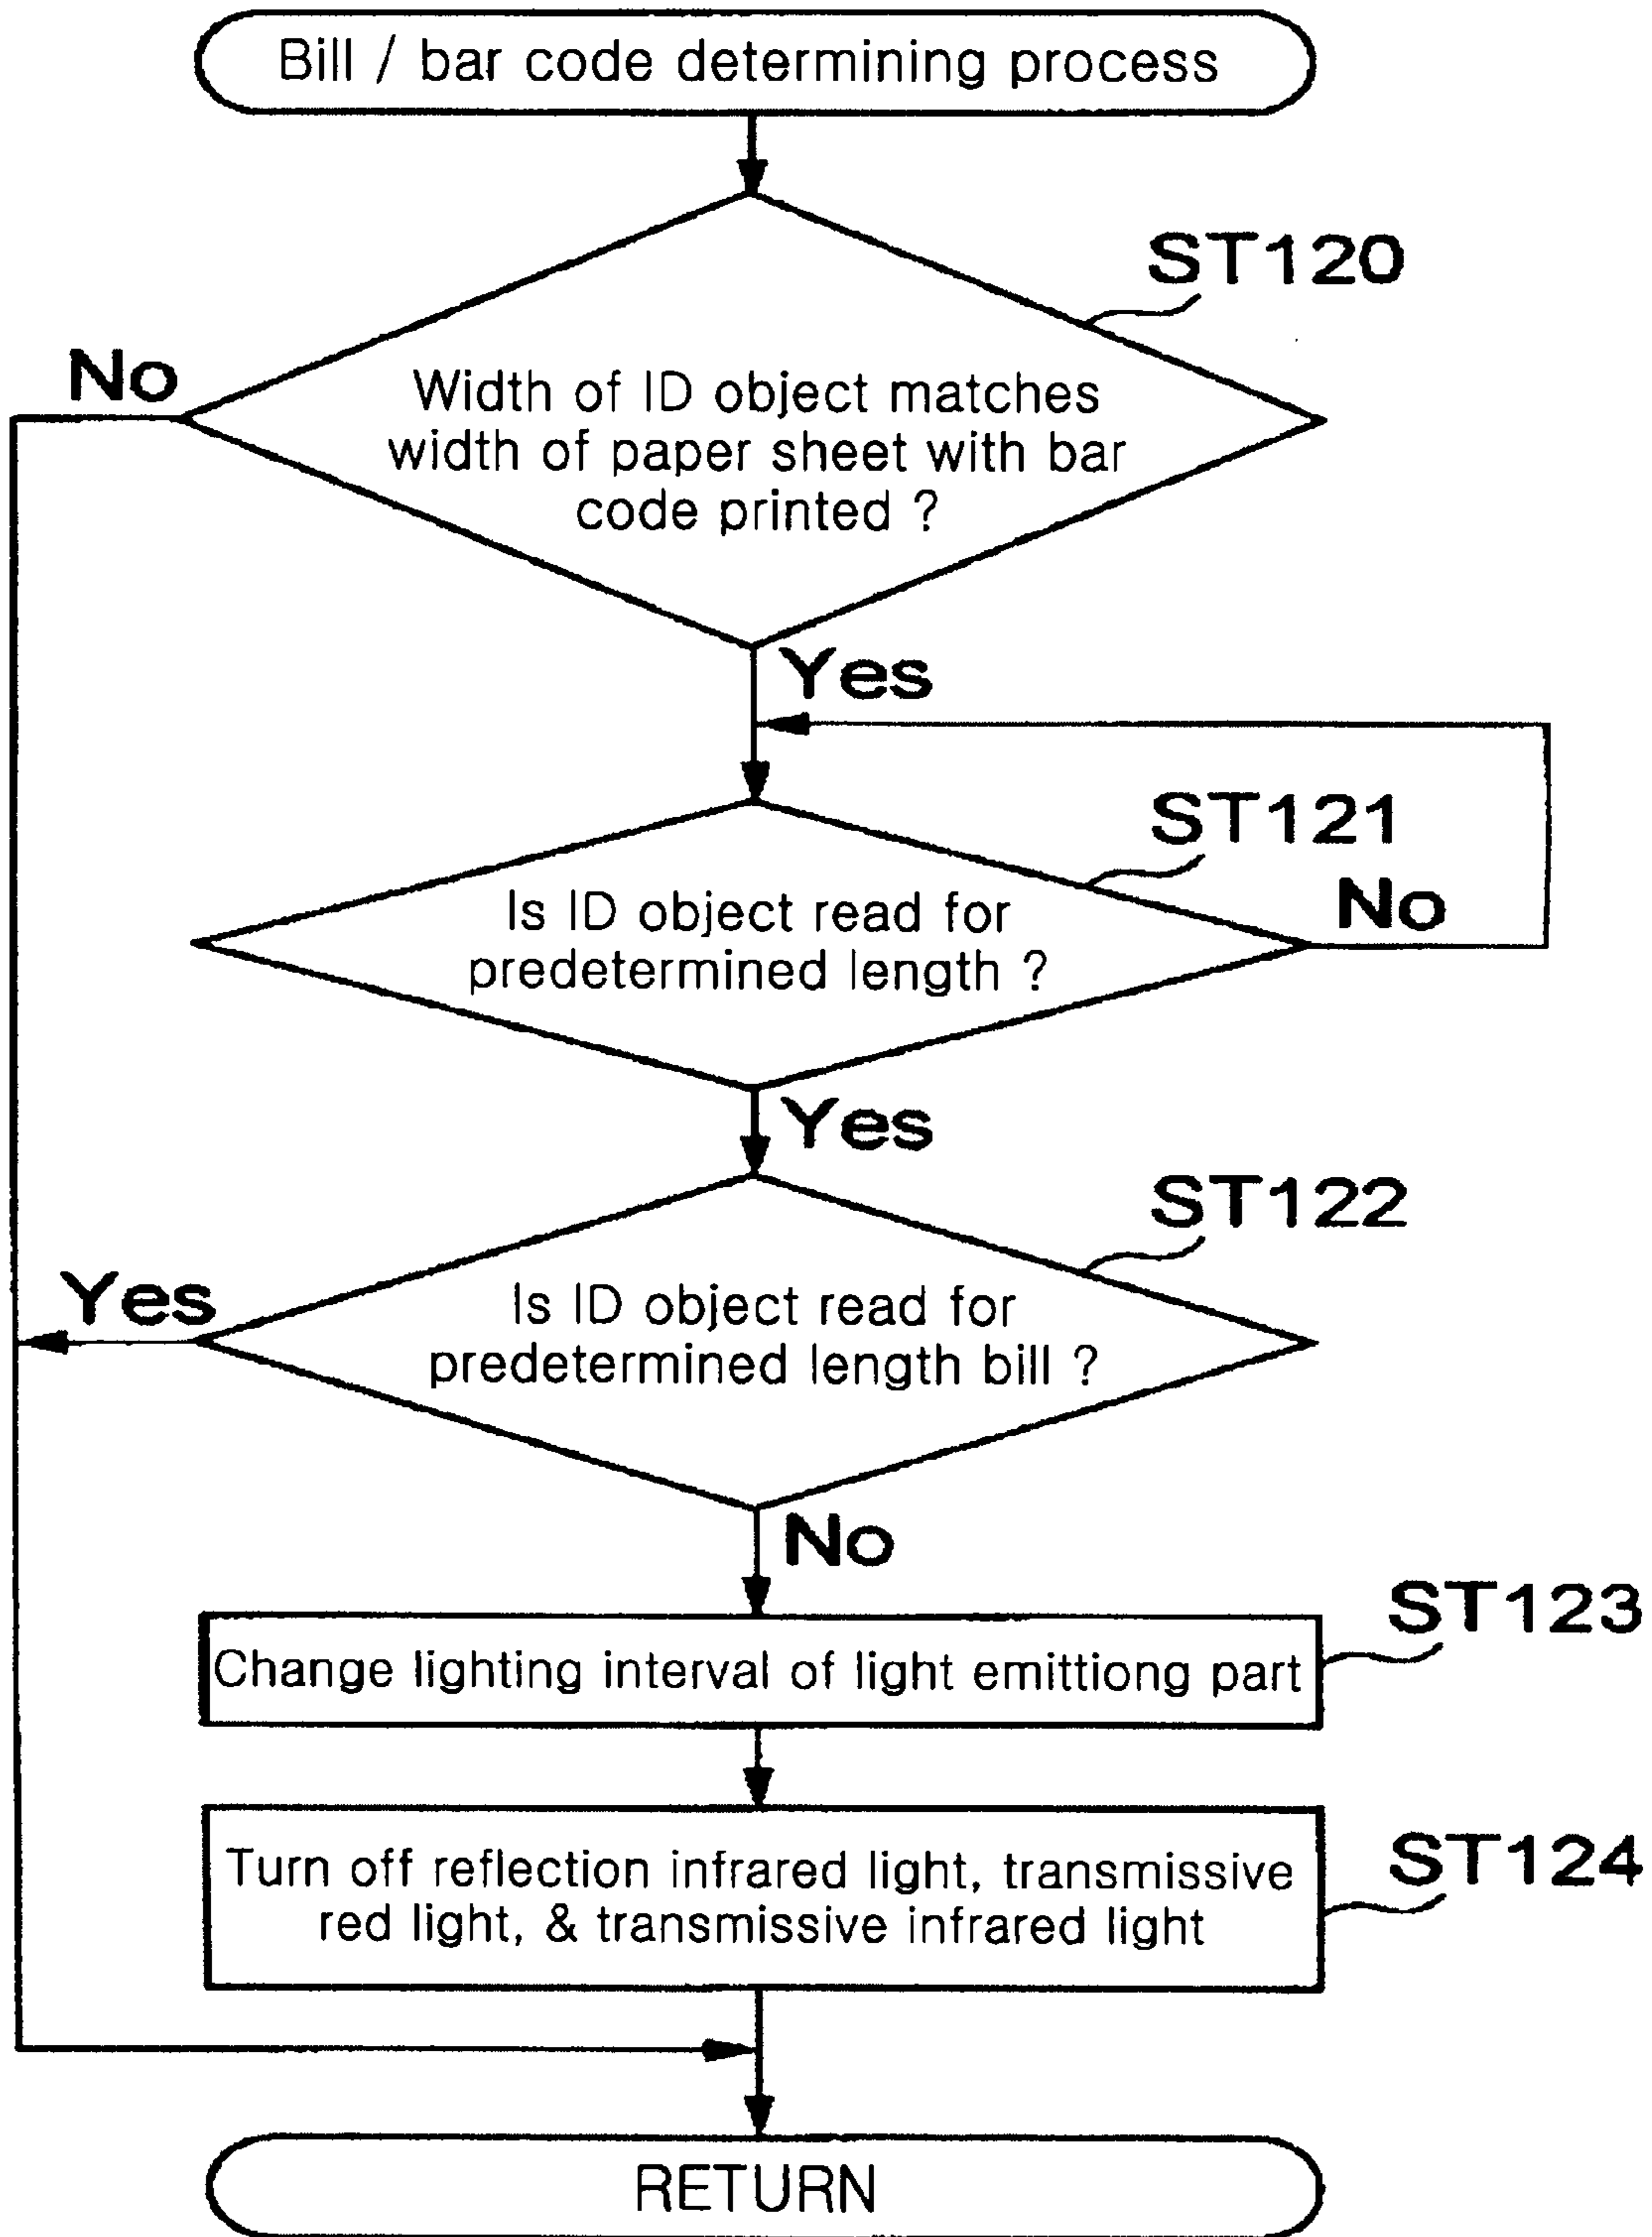 Bill / bar code determining process
ST120
No
Width of ID object matches
width of paper sheet with bar
code printed ?
Yes
ST121
Is ID object read for
predetermined length ?
No
Yes
ST122
Yes
Is ID object read for
predetermined length bill ?
No
ST123
Change lighting interval of light emittiong part
ST124
Turn off reflection infrared light, transmissive
red light, & transmissive infrared light
RETURN